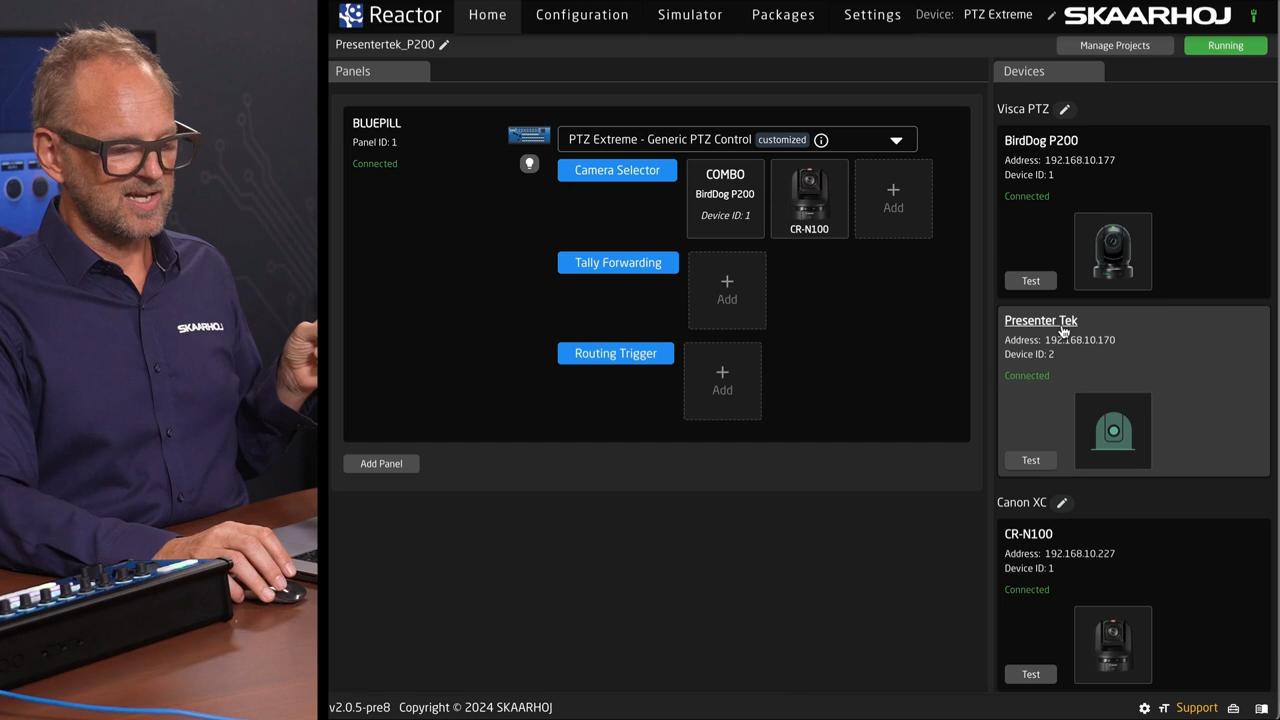 Reactor
Home
Configuration
Simulator
Packages
Settings
Device: PTZ Extreme
SKAARHOJ
Presentertek_P200
Manage Projects
Running
Panels
BLUEPILL
Panel ID: 1
Connected
PTZ Extreme - Generic PTZ Control customized
Camera Selector
COMBO
BirdDog P200
Device ID: 1
CR-N100
+
Add
Tally Forwarding
+
Add
Routing Trigger
+
Add
Add Panel
Devices
Visca PTZ
BirdDog P200
Address: 192.168.10.177
Device ID: 1
Connected
Test
Presenter Tek
Address: 192.168.10.170
Device ID: 2
Connected
Test
Canon XC
CR-N100
Address: 192.168.10.227
Device ID: 1
Connected
Test
SKAARHOJ
v2.0.5-pre8 Copyright © 2024 SKAARHOJ
Support